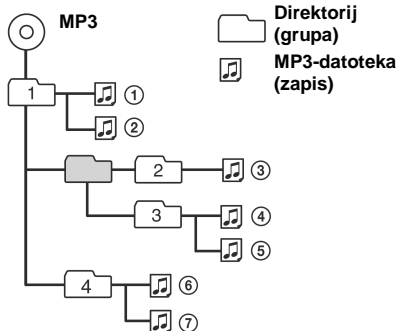 MP3
Direktorij
(grupa)
MP3-datoteka
(zapis)
1 ①
②
2 ③
3 ④
⑤
4 ⑥
⑦